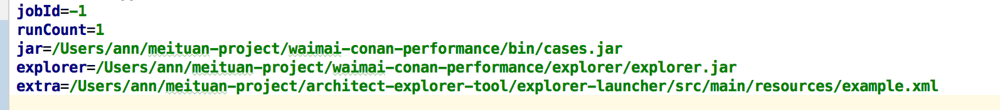 jobId=-1
runCount=1
jar=/Users/ann/meituan-project/waimai-conan-performance/bin/cases.jar
explorer=/Users/ann/meituan-project/waimai-conan-performance/explorer/explorer.jar
extra=/Users/ann/meituan-project/architect-explorer-tool/explorer-launcher/src/main/resources/example.xml